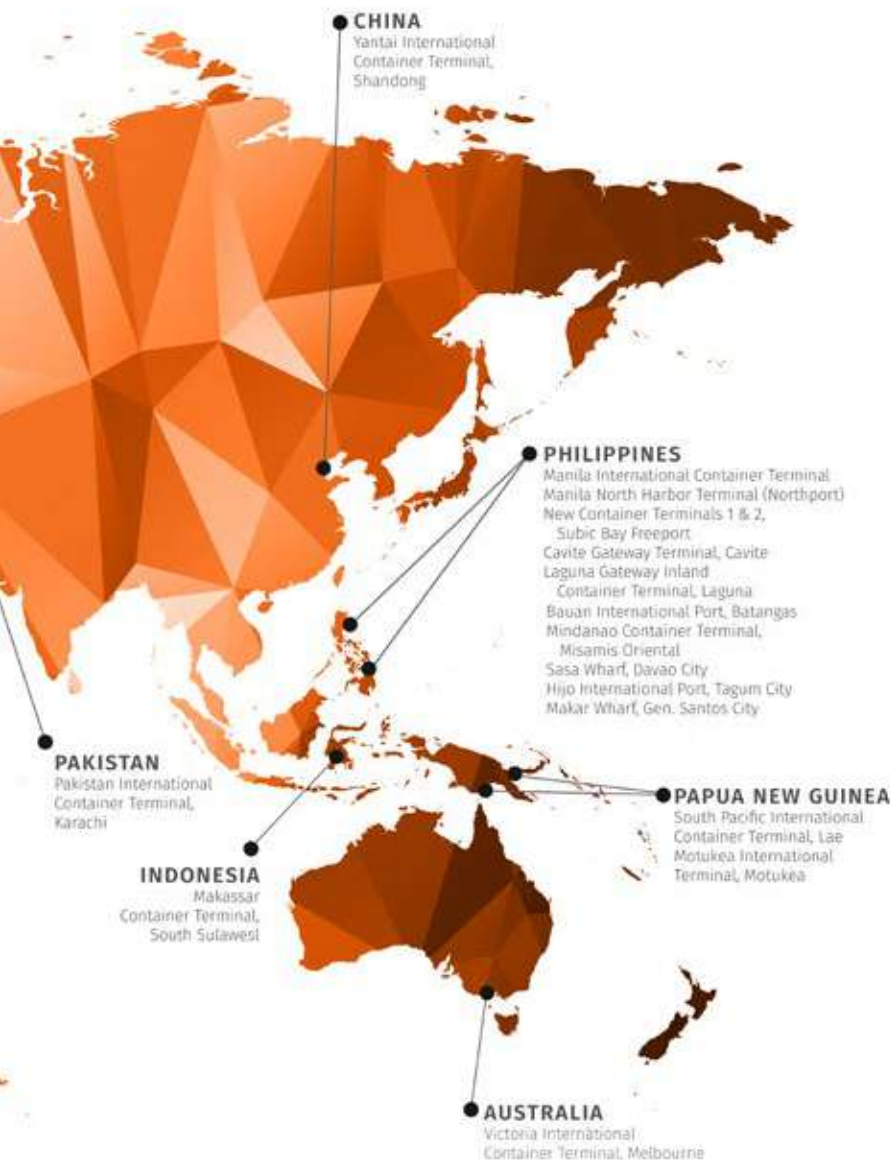 CHINA
Yantai International
Container Terminal,
Shandong
PHILIPPINES
Manila International Container Terminal
Manila North Harbor Terminal (Northport)
New Container Terminals 1 & 2,
Subic Bay Freeport
Cavite Gateway Terminal, Cavite
Laguna Gateway Inland
Container Terminal, Laguna
Bauan International Port, Batangas
Mindanao Container Terminal,
Misamis Oriental
Sasa Wharf, Davao City
Hijo International Port, Tagum City
Makar Wharf, Gen. Santos City
PAKISTAN
Pakistan International
Container Terminal,
Karachi
PAPUA NEW GUINEA
South Pacific International
Container Terminal, Lae
Motukea International
Terminal, Motukea
INDONESIA
Makassar
Container Terminal,
South Sulawesi
AUSTRALIA
Victoria International
Container Terminal, Melbourne